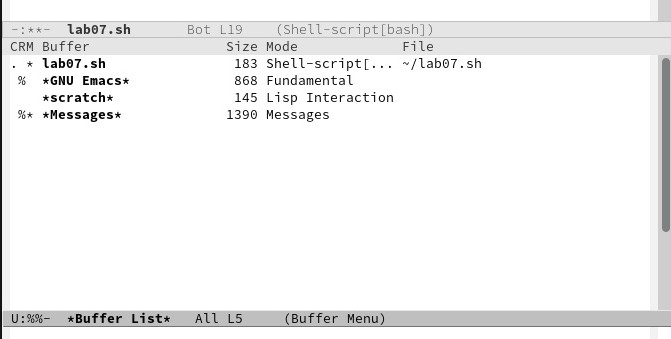 -:**-  lab07.sh       Bot L19    (Shell-script[bash])
CRM Buffer                 Size Mode             File
. * lab07.sh                183 Shell-script[... ~/lab07.sh
 %  *GNU Emacs*             868 Fundamental
    *scratch*               145 Lisp Interaction
 %* *Messages*             1390 Messages
U:%%-  *Buffer List*   All L5     (Buffer Menu)